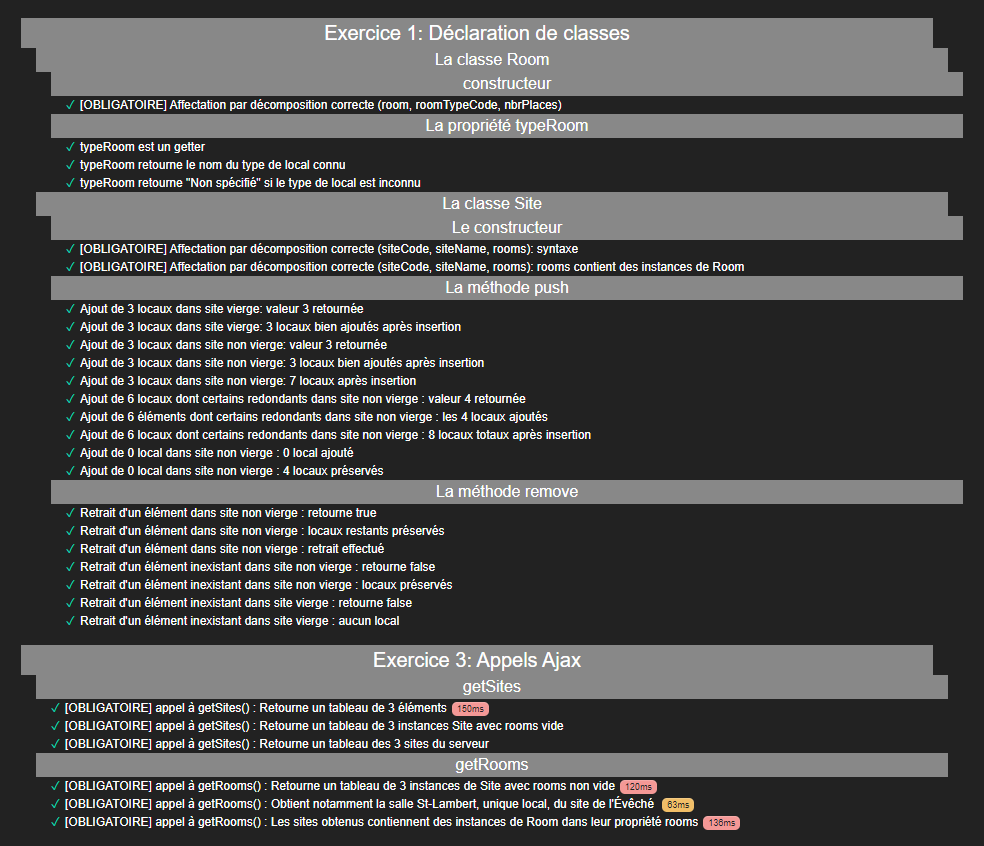 Exercice 1: Déclaration de classes
La classe Room
constructeur
✓ [OBLIGATOIRE] Affectation par décomposition correcte (room, roomTypeCode, nbrPlaces)
La propriété typeRoom
✓ typeRoom est un getter
✓ typeRoom retourne le nom du type de local connu
✓ typeRoom retourne "Non spécifié" si le type de local est inconnu
La classe Site
Le constructeur
✓ [OBLIGATOIRE] Affectation par décomposition correcte (siteCode, siteName, rooms): syntaxe
✓ [OBLIGATOIRE] Affectation par décomposition correcte (siteCode, siteName, rooms): rooms contient des instances de Room
La méthode push
✓ Ajout de 3 locaux dans site vierge: valeur 3 retournée
✓ Ajout de 3 locaux dans site vierge: 3 locaux bien ajoutés après insertion
✓ Ajout de 3 locaux dans site non vierge: valeur 3 retournée
✓ Ajout de 3 locaux dans site non vierge: 3 locaux bien ajoutés après insertion
✓ Ajout de 3 locaux dans site non vierge: 7 locaux après insertion
✓ Ajout de 6 locaux dont certains redondants dans site non vierge : valeur 4 retournée
✓ Ajout de 6 éléments dont certains redondants dans site non vierge : les 4 locaux ajoutés
✓ Ajout de 6 locaux dont certains redondants dans site non vierge : 8 locaux totaux après insertion
✓ Ajout de 0 local dans site non vierge : 0 local ajouté
✓ Ajout de 0 local dans site non vierge : 4 locaux préservés
La méthode remove
✓ Retrait d'un élément dans site non vierge : retourne true
✓ Retrait d'un élément dans site non vierge : locaux restants préservés
✓ Retrait d'un élément dans site non vierge : retrait effectué
✓ Retrait d'un élément inexistant dans site non vierge : retourne false
✓ Retrait d'un élément inexistant dans site non vierge : locaux préservés
✓ Retrait d'un élément inexistant dans site vierge : retourne false
✓ Retrait d'un élément inexistant dans site vierge : aucun local
Exercice 3: Appels Ajax
getSites
✓ [OBLIGATOIRE] appel à getSites() : Retourne un tableau de 3 éléments 150ms
✓ [OBLIGATOIRE] appel à getSites() : Retourne un tableau de 3 instances Site avec rooms vide
✓ [OBLIGATOIRE] appel à getSites() : Retourne un tableau des 3 sites du serveur
getRooms
✓ [OBLIGATOIRE] appel à getRooms() : Retourne un tableau de 3 instances de Site avec rooms non vide 120ms
✓ [OBLIGATOIRE] appel à getRooms() : Obtient notamment la salle St-Lambert, unique local, du site de l'Évêché 63ms
✓ [OBLIGATOIRE] appel à getRooms() : Les sites obtenus contiennent des instances de Room dans leur propriété rooms 136ms